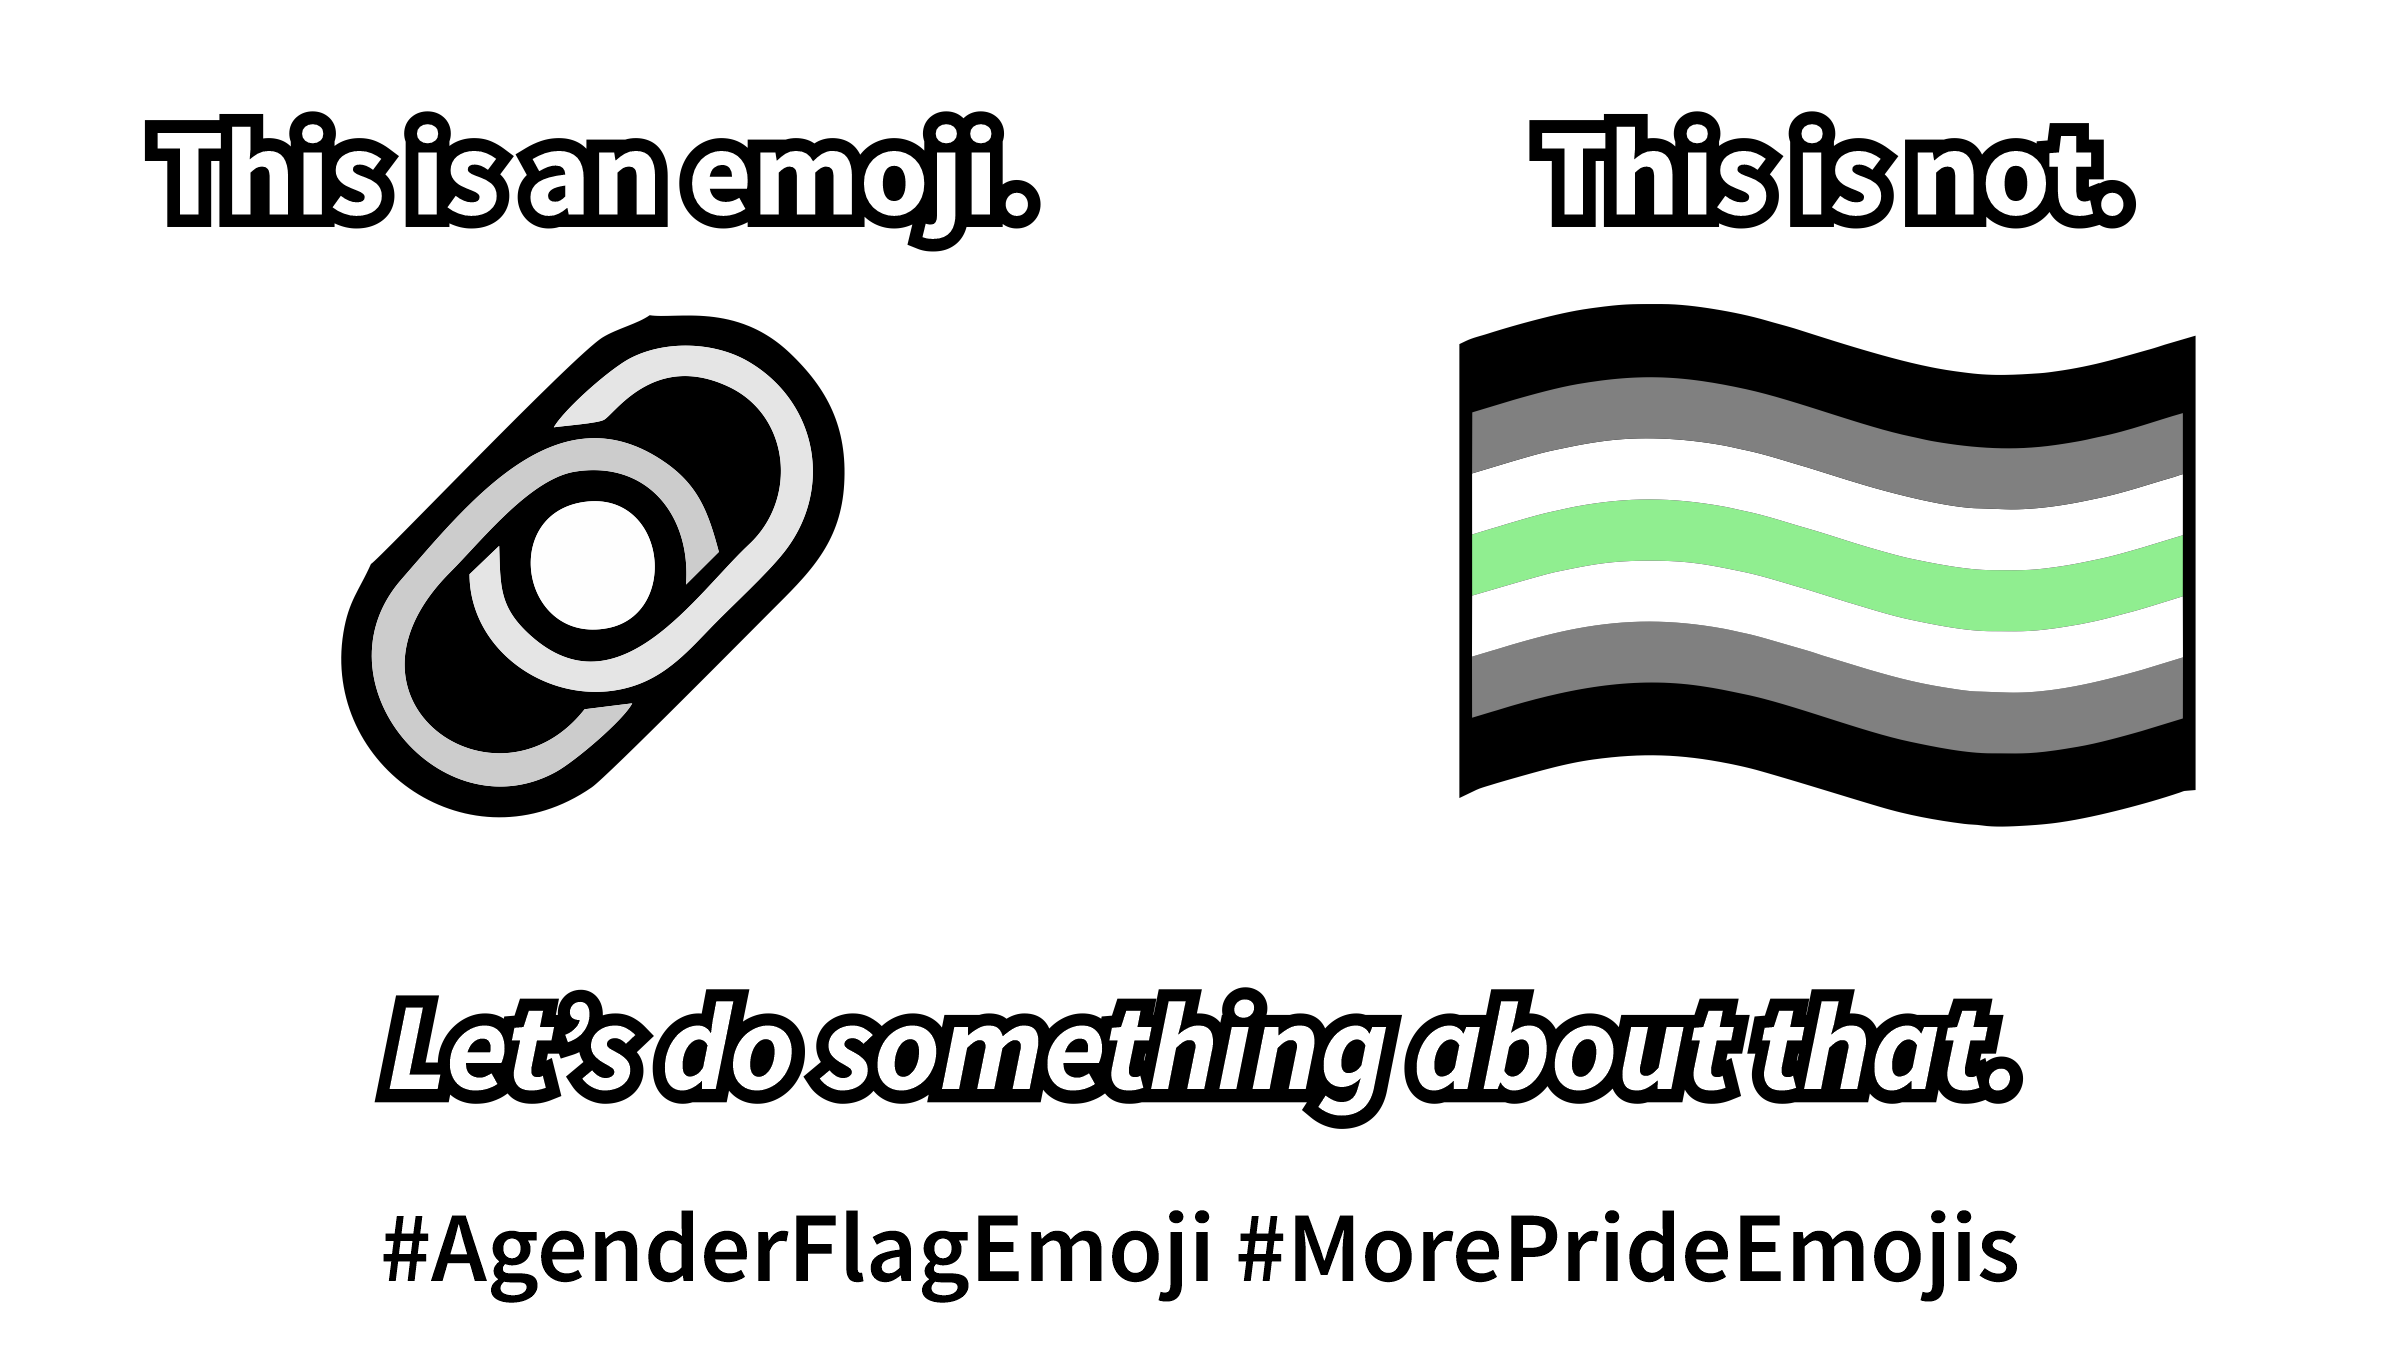 This is an emoji.
This is not.
Let’s do something about that.
#AgenderFlagEmoji #MorePrideEmojis